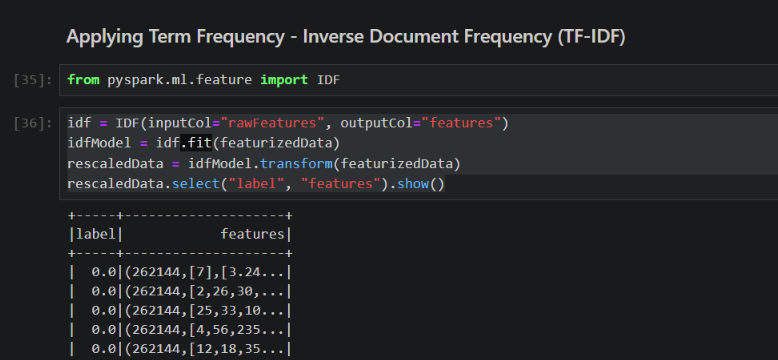 Applying Term Frequency - Inverse Document Frequency (TF-IDF)
[35]: from pyspark.ml.feature import IDF
[36]: idf = IDF(inputCol="rawFeatures", outputCol="features")
idfModel = idf.fit(featurizedData)
rescaledData = idfModel.transform(featurizedData)
rescaledData.select("label", "features").show()
+-----+--------------------+
|label|            features|
+-----+--------------------+
|  0.0|(262144,[7],[3.24...|
|  0.0|(262144,[2,26,30,...|
|  0.0|(262144,[25,33,10...|
|  0.0|(262144,[4,56,235...|
|  0.0|(262144,[12,18,35...|